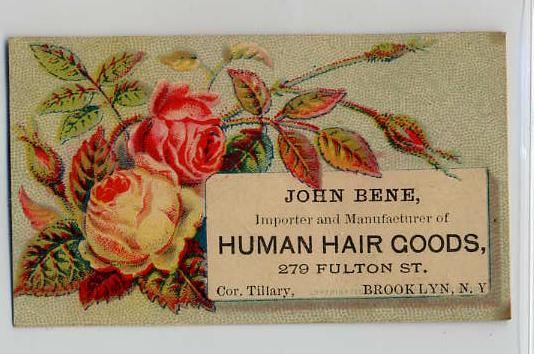 JOHN BENE,
Importer and Manufacturer of
HUMAN HAIR GOODS,
279 FULTON ST.
Cor. Tillary, BROOKLYN, N. Y